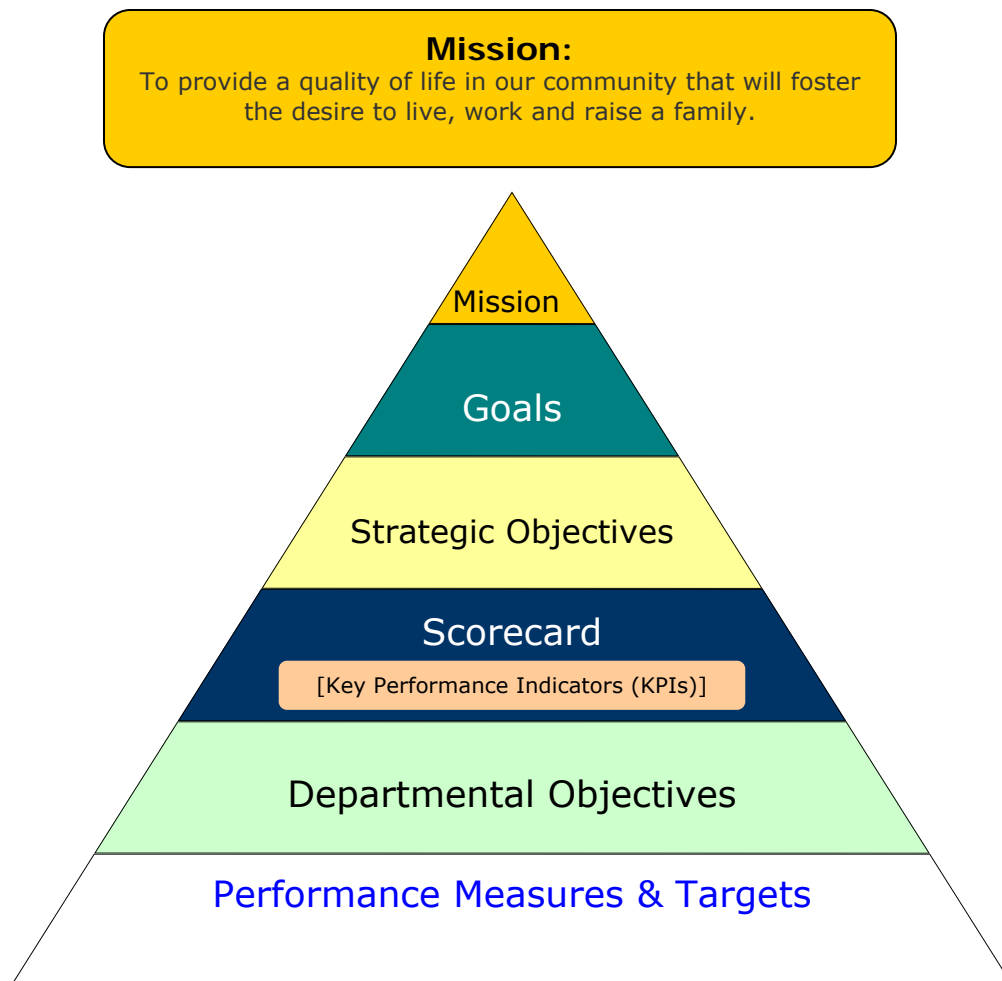 Mission:
To provide a quality of life in our community that will foster
the desire to live, work and raise a family.
Mission
Goals
Strategic Objectives
Scorecard
[Key Performance Indicators (KPIs)]
Departmental Objectives
Performance Measures & Targets